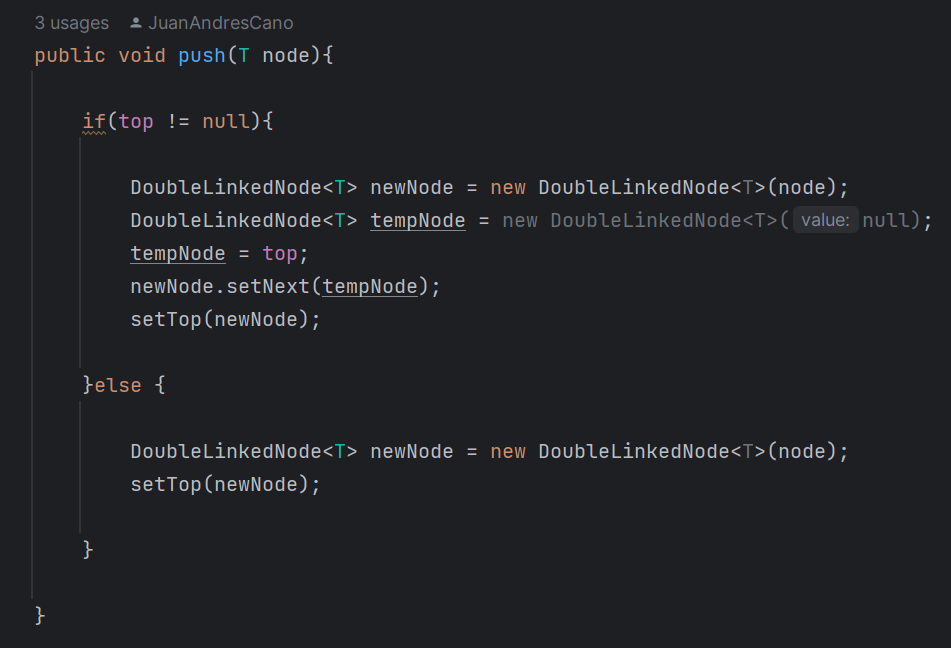 3 usages JuanAndresCano
public void push(T node){
if(top != null){
DoubleLinkedNode<T> newNode = new DoubleLinkedNode<T>(node);
DoubleLinkedNode<T> tempNode = new DoubleLinkedNode<T>( value: null);
tempNode = top;
newNode.setNext(tempNode);
setTop(newNode);
}else {
DoubleLinkedNode<T> newNode = new DoubleLinkedNode<T>(node);
setTop(newNode);
}
}